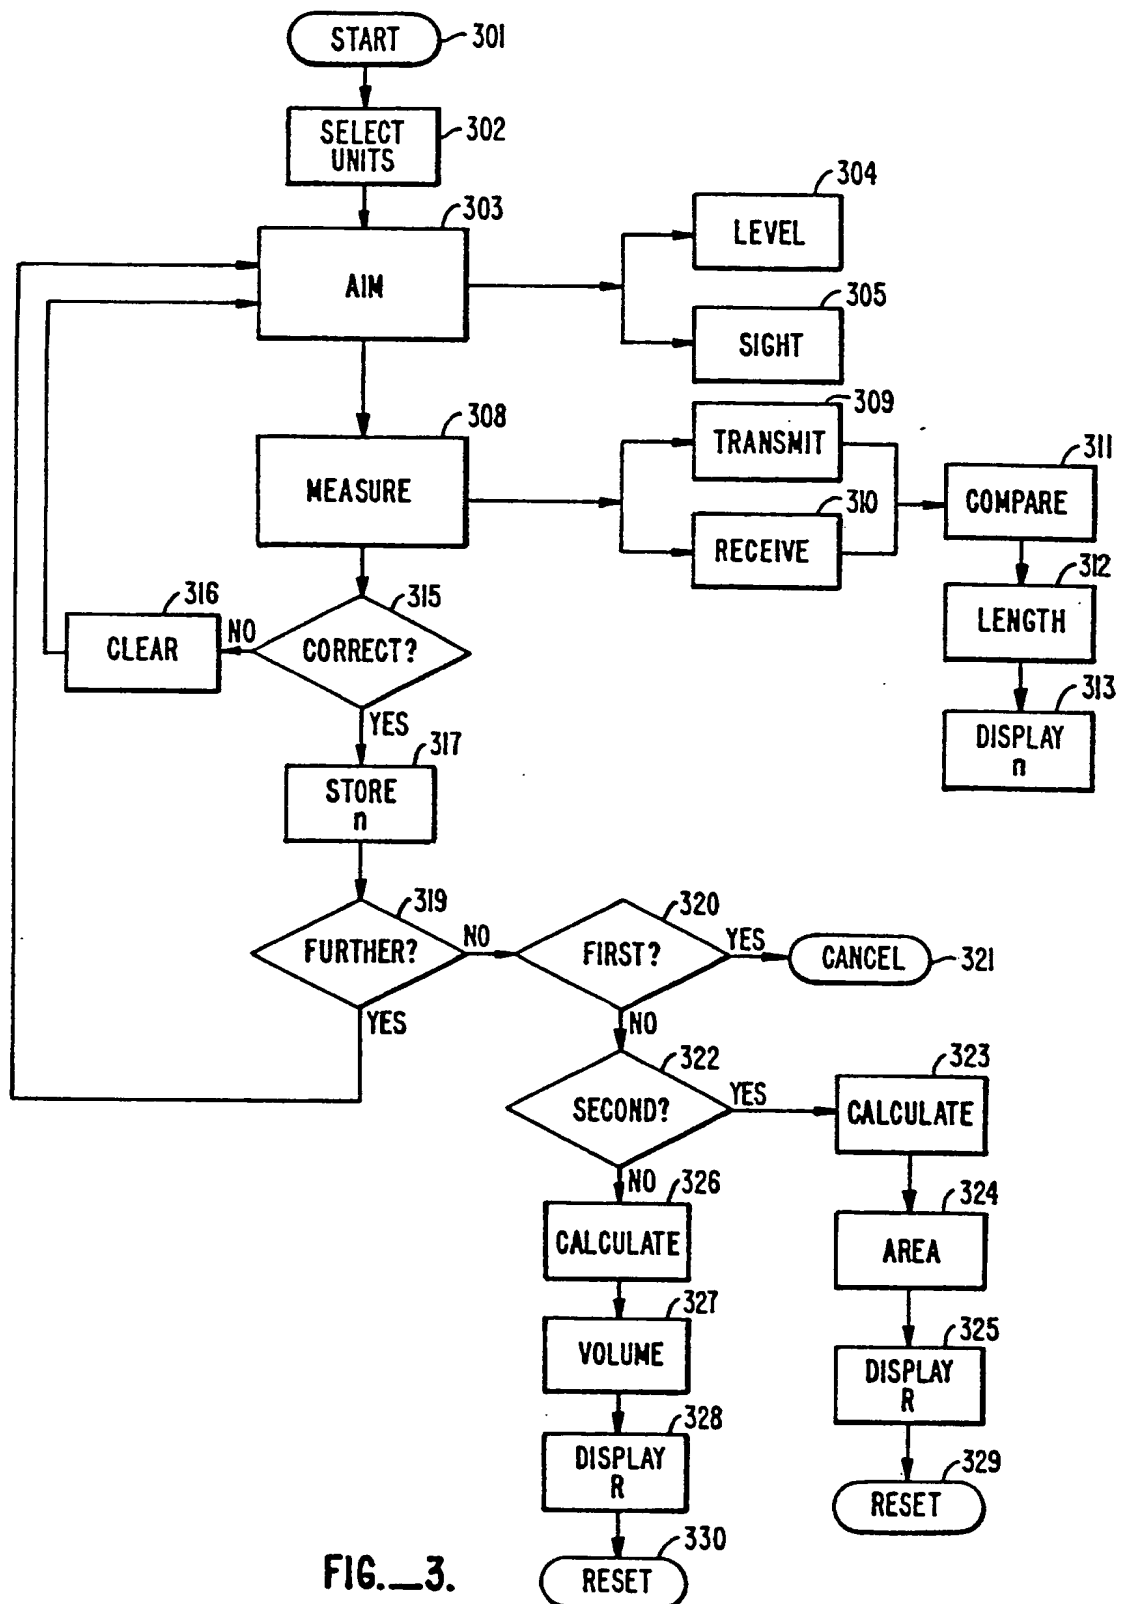 START
301
SELECT
UNITS
302
303
AIM
304
LEVEL
305
SIGHT
308
MEASURE
309
TRANSMIT
310
RECEIVE
311
COMPARE
312
LENGTH
313
DISPLAY
n
315
CORRECT?
NO
316
CLEAR
YES
317
STORE
n
319
FURTHER?
NO
YES
320
FIRST?
YES
CANCEL
321
NO
322
SECOND?
YES
323
CALCULATE
324
AREA
325
DISPLAY
R
329
RESET
NO
326
CALCULATE
327
VOLUME
328
DISPLAY
R
330
RESET
FIG._3.